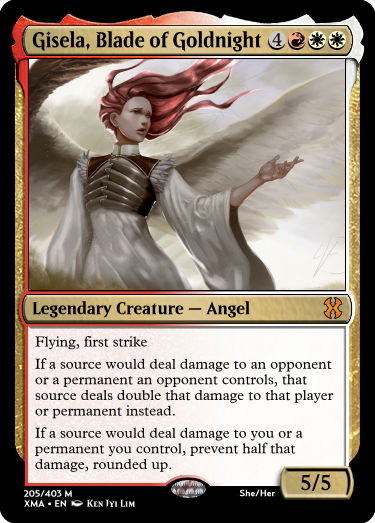 Gisela, Blade of Goldnight 4
Legendary Creature — Angel
Flying, first strike
If a source would deal damage to an opponent
or a permanent an opponent controls, that
source deals double that damage to that player
or permanent instead.
If a source would deal damage to you or a
permanent you control, prevent half that
damage, rounded up.
5/5
205/403 M She/Her
XMA • EN Ken Jyi Lim